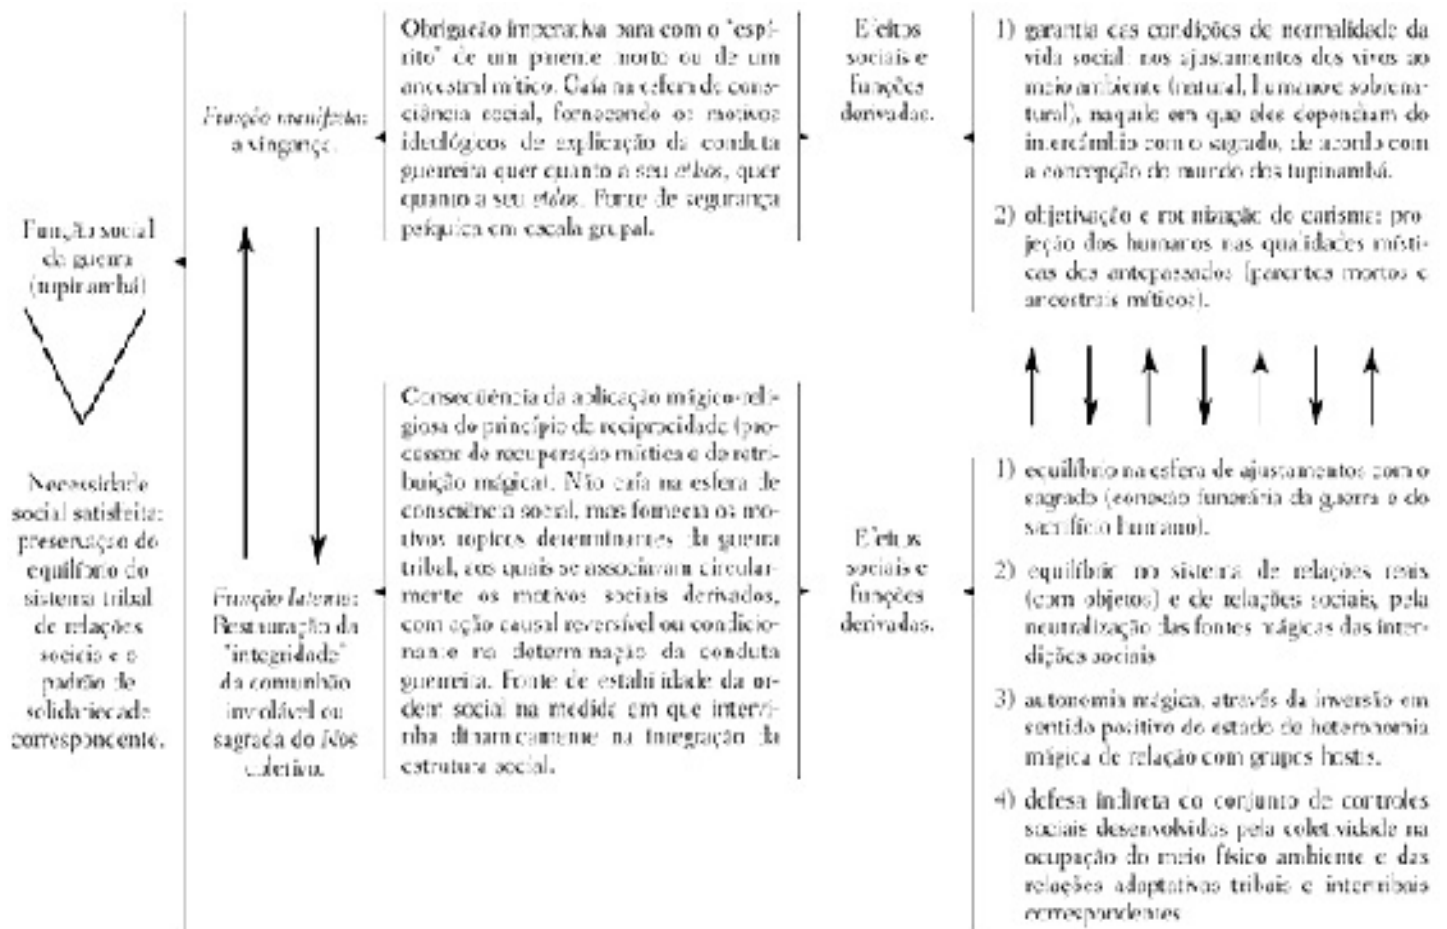 Função social
da guerra
(tupinambá)
Necessidade
social satisfeita:
preservação do
equilíbrio do
sistema tribal
de relações
sociais e o
padrão de
solidariedade
correspondente.
Função manifesta:
a vingança.
Obrigação imperativa para com o "espí-
rito" de um parente morto ou de um
ancestral mítico. Caía na esfera de cons-
ciência social, fornecendo os motivos
ideológicos de explicação da conduta
guerreira quer quanto a seu ethos, quer
quanto a seu eidos. Fonte de segurança
psíquica em escala grupal.
Efeitos
sociais e
funções
derivadas.
1) garantia das condições de normalidade da
vida social: nos ajustamentos dos vivos ao
meio ambiente (natural, humano e sobrena-
tural), naquilo em que eles dependiam do
intercâmbio com o sagrado, de acordo com
a concepção do mundo dos tupinambá.
2) objetivação e rotinização do carisma: pro-
jeção dos humanos nas qualidades místi-
cas dos antepassados (parentes mortos e
ancestrais míticos).
Função latente:
Restauração da
"integridade"
da comunhão
inviolável ou
sagrada do Nós
coletivo.
Conseqüência da aplicação mágico-reli-
giosa do princípio de reciprocidade (pro-
cessos de recuperação mística e de retri-
buição mágica). Não caía na esfera de
consciência social, mas fornecia os mo-
tivos tópicos determinantes da guerra
tribal, aos quais se associavam circular-
mente os motivos sociais derivados,
com ação causal reversível ou condicio-
nante na determinação da conduta
guerreira. Fonte de estabilidade da or-
dem social na medida em que intervi-
nha dinamicamente na integração da
estrutura social.
Efeitos
sociais e
funções
derivadas.
1) equilíbrio na esfera de ajustamentos com o
sagrado (conexão funerária da guerra e do
sacrifício humano).
2) equilíbrio no sistema de relações reais
(com objetos) e de relações sociais, pela
neutralização das fontes mágicas das inter-
dições sociais
3) autonomia mágica, através da inversão em
sentido positivo do estado de heteronomia
mágica de relação com grupos hostis.
4) defesa indireta do conjunto de controles
sociais desenvolvidos pela coletividade na
ocupação do meio físico ambiente e das
relações adaptativas tribais e intertribais
correspondentes